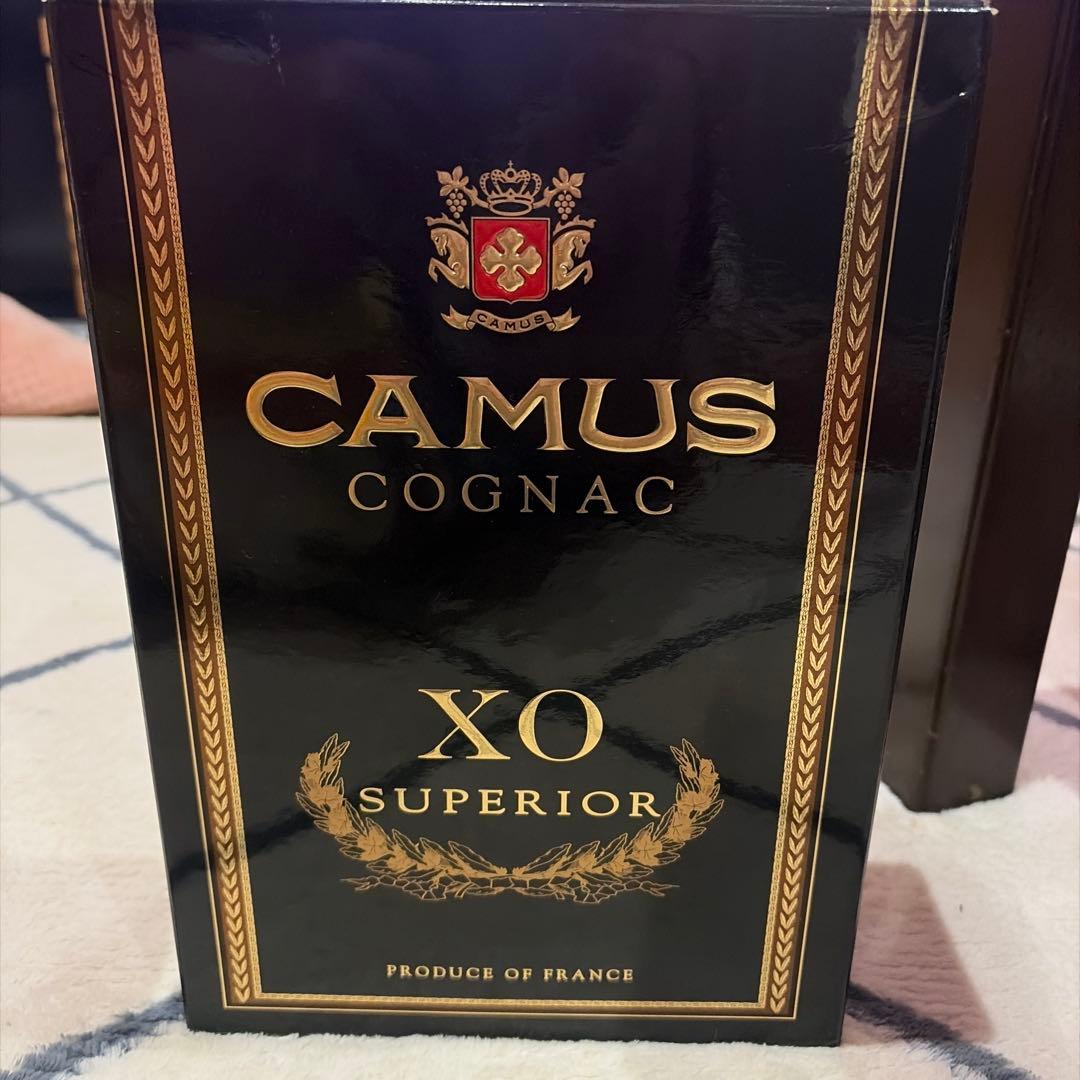 CAMUS
CAMUS
COGNAC
XO
SUPERIOR
PRODUCE OF FRANCE